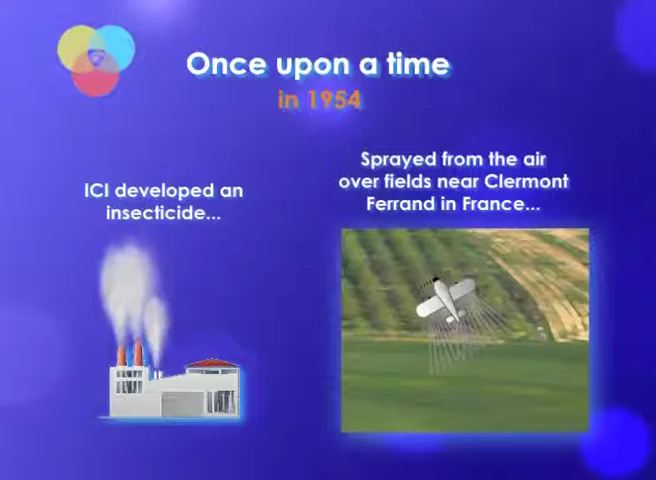 Once upon a time
in 1954
ICI developed an
insecticide...
Sprayed from the air
over fields near Clermont
Ferrand in France...